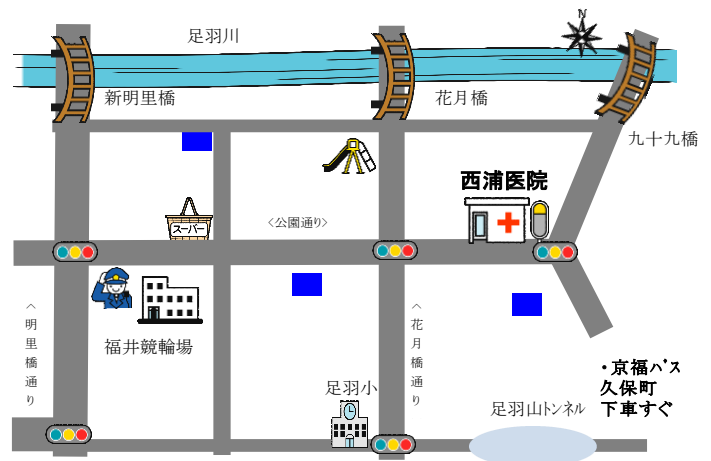 N
足羽川
新明里橋
花月橋
九十九橋
西浦医院
スーパー
〈公園通り〉
〈明里橋通り
〈花月橋通り
福井競輪場
・京福バス
久保町
下車すぐ
足羽小
足羽山トンネル